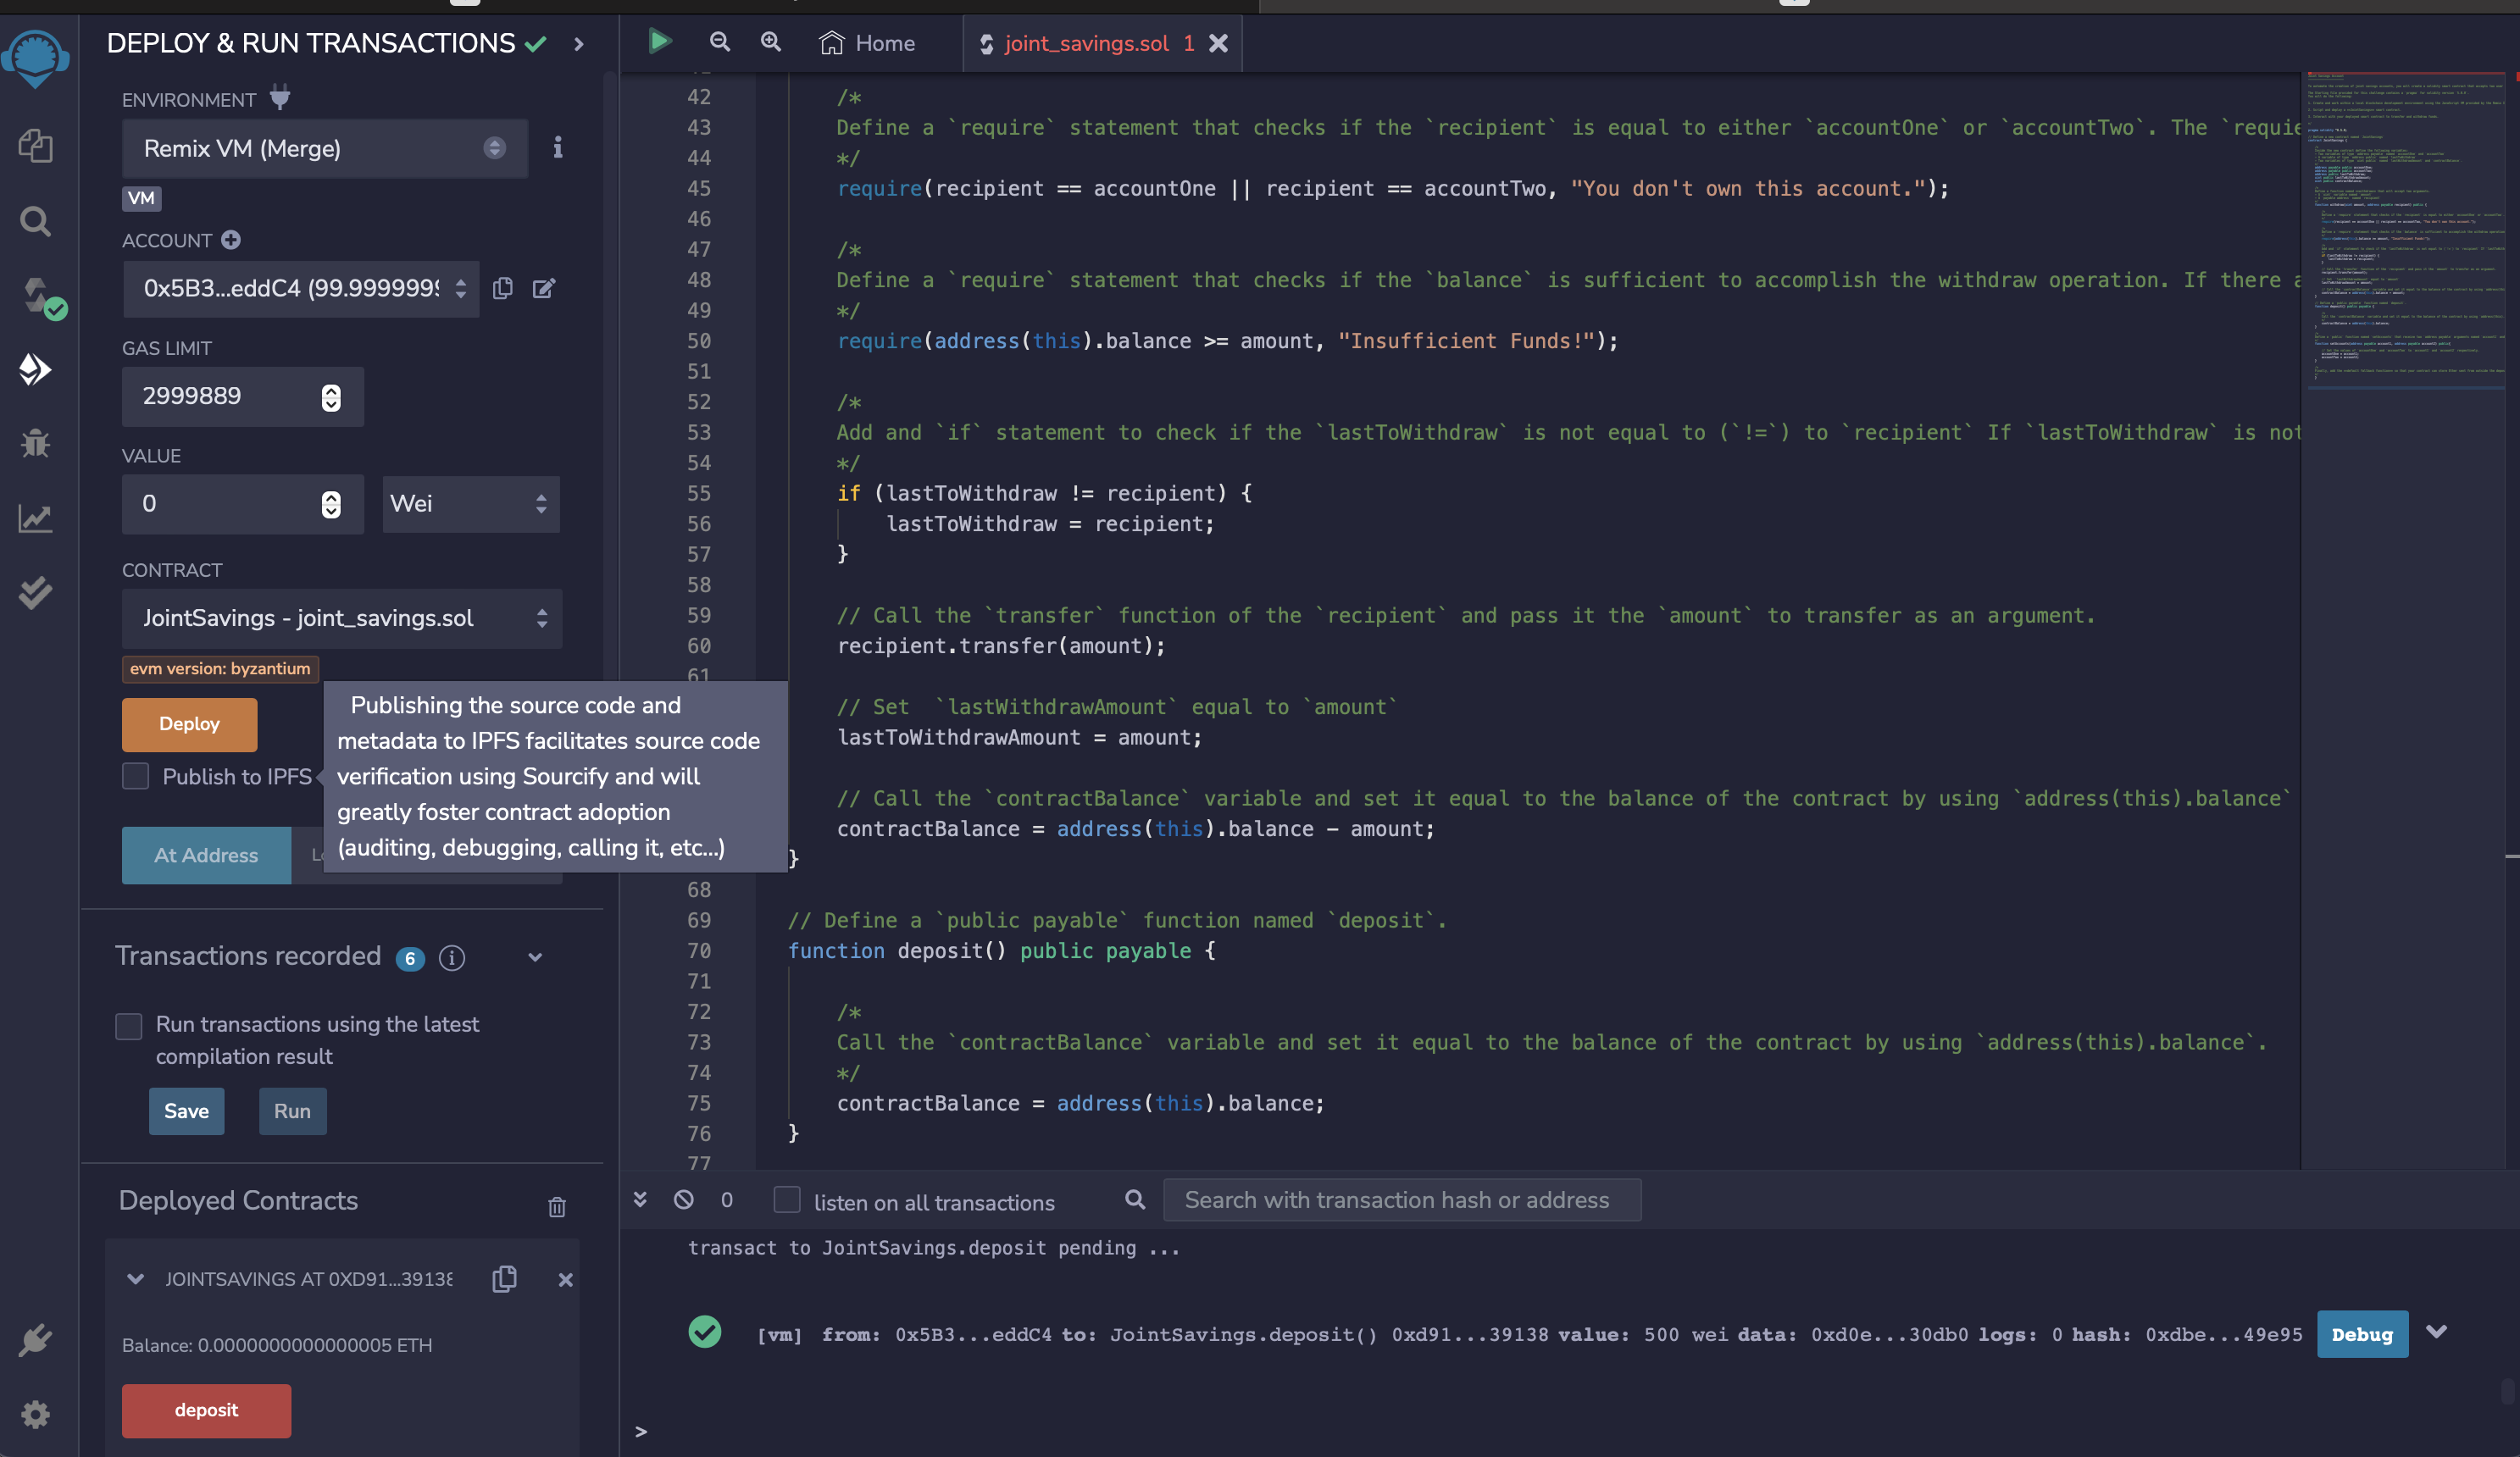 DEPLOY & RUN TRANSACTIONS
ENVIRONMENT
Remix VM (Merge)
VM
ACCOUNT
0x5B3...eddC4 (99.9999999
GAS LIMIT
2999889
VALUE
0
Wei
CONTRACT
JointSavings - joint_savings.sol
evm version: byzantium
Deploy
Publish to IPFS
Publishing the source code and
metadata to IPFS facilitates source code
verification using Sourcify and will
greatly foster contract adoption
(auditing, debugging, calling it, etc...)
At Address
Transactions recorded 6
Run transactions using the latest
compilation result
Save
Run
Deployed Contracts
JOINTSAVINGS AT 0XD91...39138
Balance: 0.0000000000000005 ETH
deposit
Home
joint_savings.sol 1
42 /*
43 Define a `require` statement that checks if the `recipient` is equal to either `accountOne` or `accountTwo`. The `requi
44 */
45 require(recipient == accountOne || recipient == accountTwo, "You don't own this account.");
46
47 /*
48 Define a `require` statement that checks if the `balance` is sufficient to accomplish the withdraw operation. If there a
49 */
50 require(address(this).balance >= amount, "Insufficient Funds!");
51
52 /*
53 Add and `if` statement to check if the `lastToWithdraw` is not equal to (`!=`) to `recipient` If `lastToWithdraw` is not
54 */
55 if (lastToWithdraw != recipient) {
56 lastToWithdraw = recipient;
57 }
58
59 // Call the `transfer` function of the `recipient` and pass it the `amount` to transfer as an argument.
60 recipient.transfer(amount);
61
// Set  `lastWithdrawAmount` equal to `amount`
lastToWithdrawAmount = amount;
// Call the `contractBalance` variable and set it equal to the balance of the contract by using `address(this).balance`
contractBalance = address(this).balance - amount;
}
68
69 // Define a `public payable` function named `deposit`.
70 function deposit() public payable {
71
72 /*
73 Call the `contractBalance` variable and set it equal to the balance of the contract by using `address(this).balance`.
74 */
75 contractBalance = address(this).balance;
76 }
77
0
listen on all transactions
Search with transaction hash or address
transact to JointSavings.deposit pending ...
[vm] from: 0x5B3...eddC4 to: JointSavings.deposit() 0xd91...39138 value: 500 wei data: 0xd0e...30db0 logs: 0 hash: 0xdbe...49e95
Debug
>